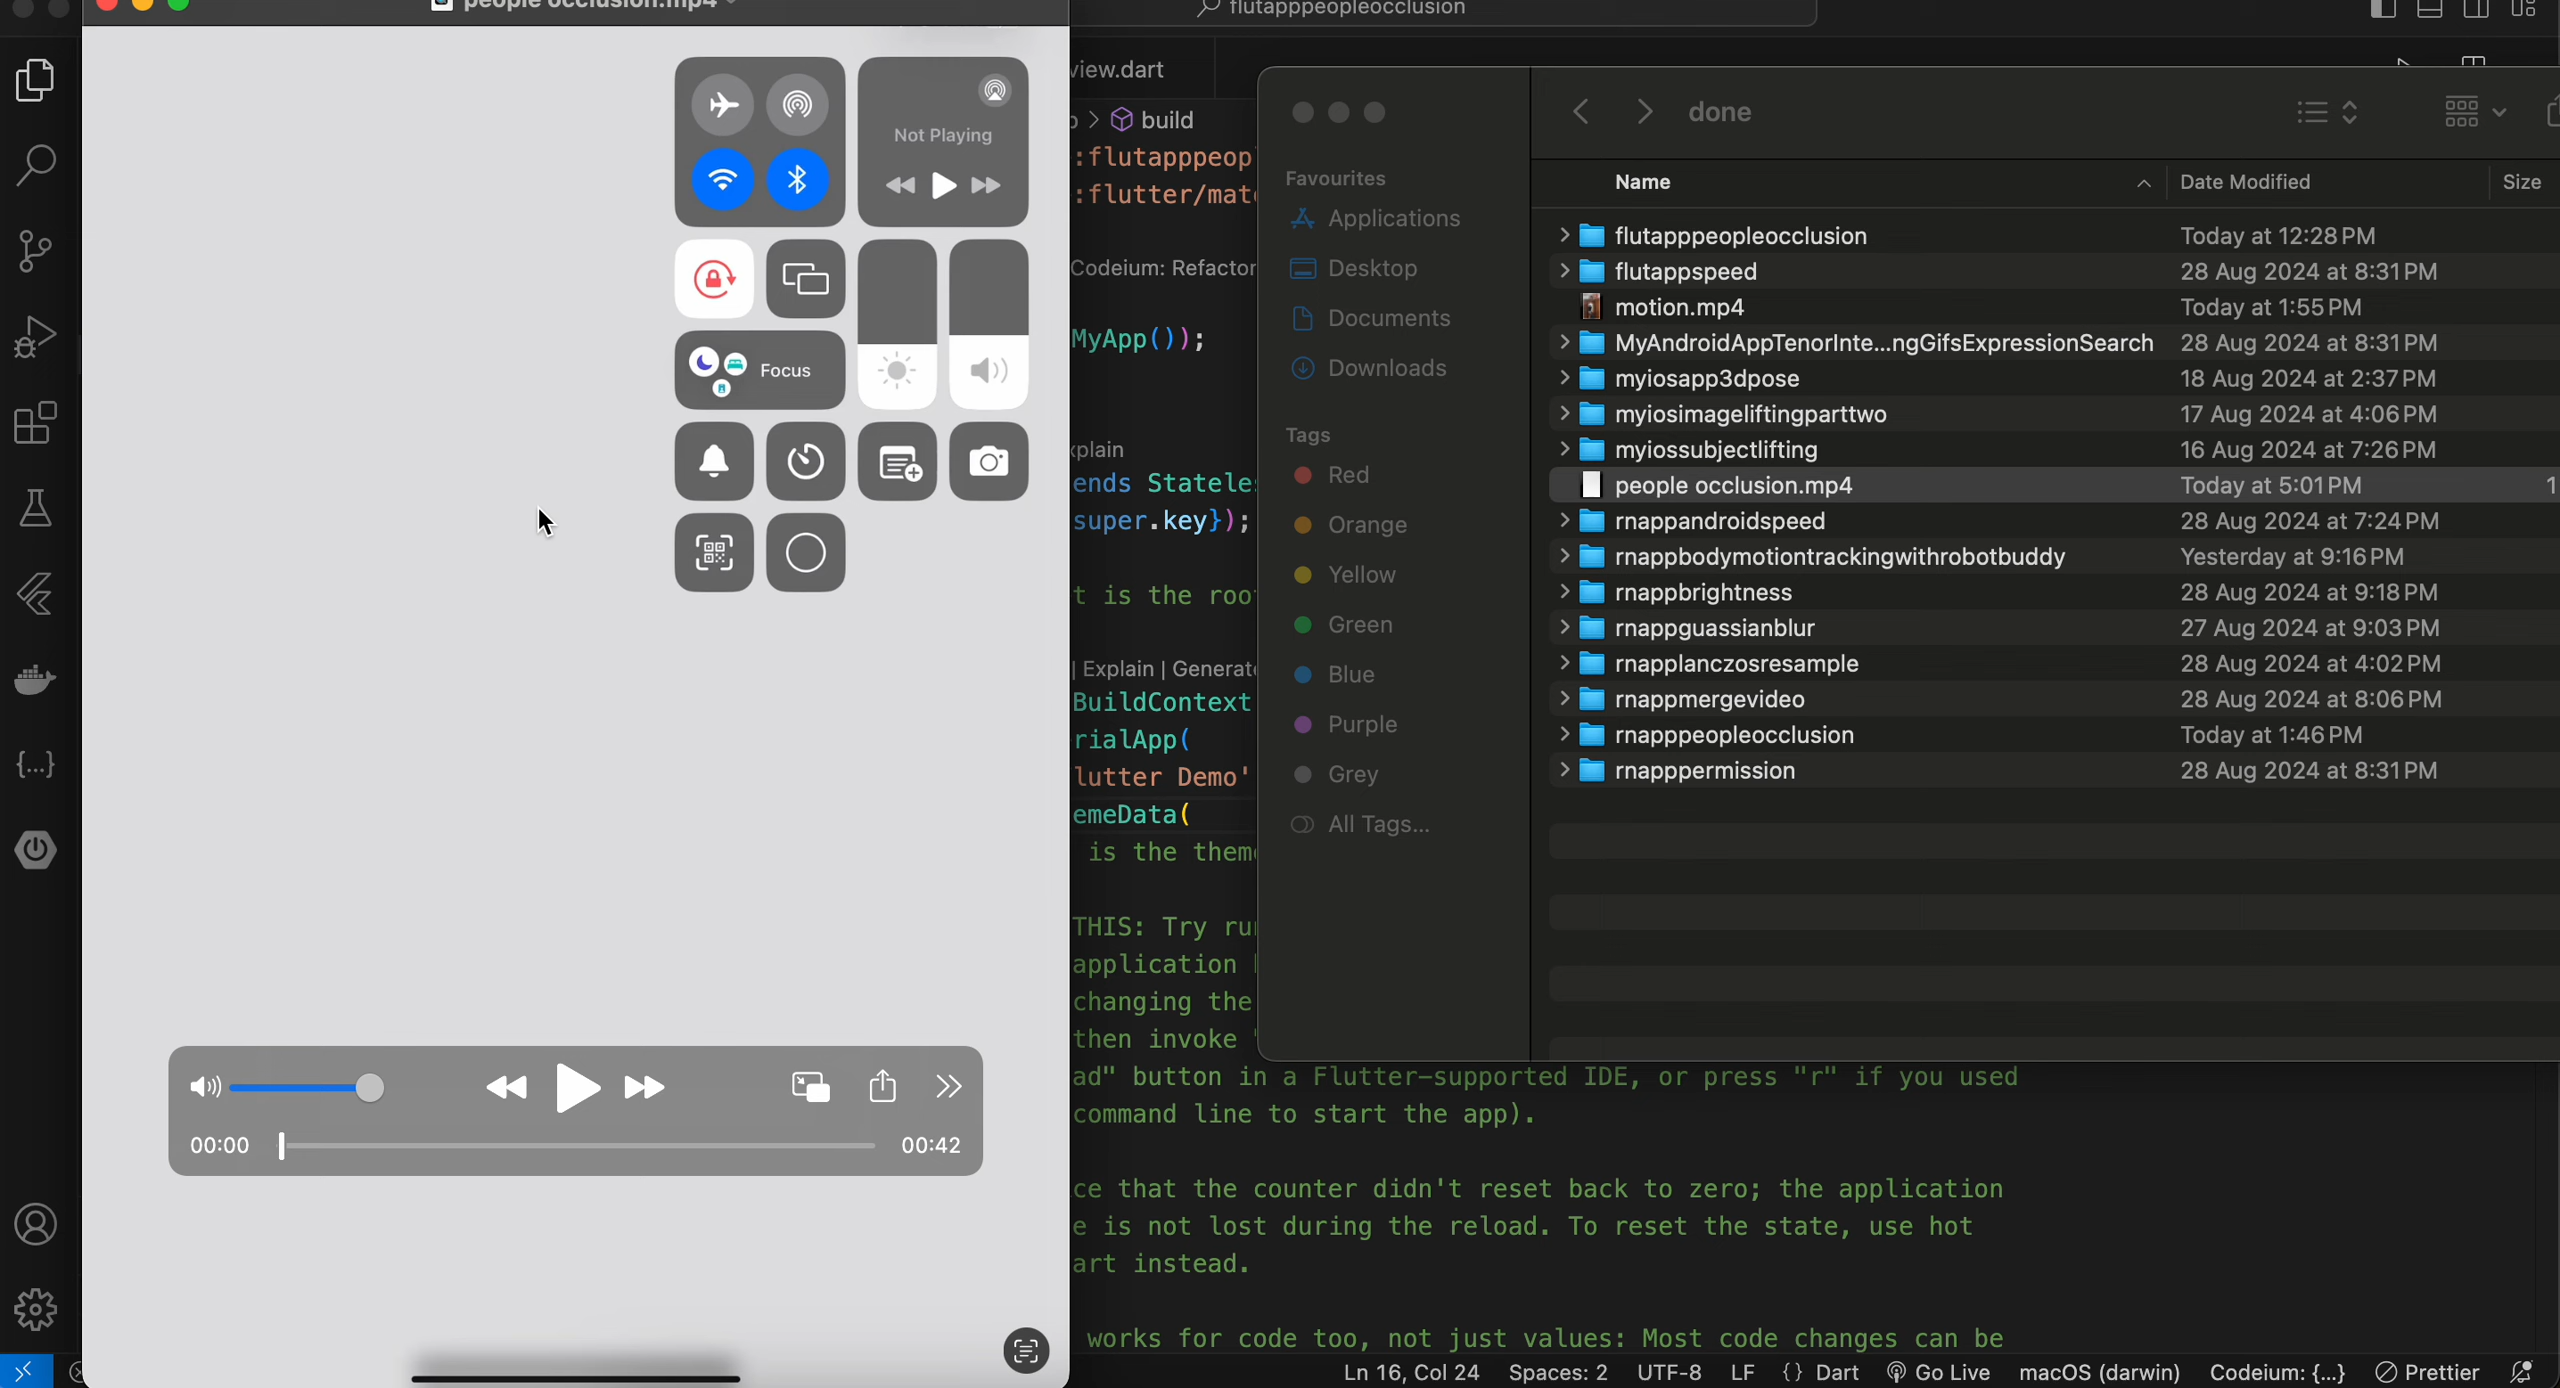 people occlusion.mp4
Not Playing
Focus
00:00
00:42
flutapppeopleocclusion
view.dart
build
:flutapppeop
:flutter/mat
Codeium: Refactor
MyApp());
xplain
ends Stateles
super.key});
t is the roo
| Explain | Generate
BuildContext
rialApp(
lutter Demo'
emeData(
is the theme
THIS: Try ru
application
changing the
then invoke "
ad" button in a Flutter-supported IDE, or press "r" if you used
command line to start the app).
ce that the counter didn't reset back to zero; the application
e is not lost during the reload. To reset the state, use hot
art instead.
works for code too, not just values: Most code changes can be
done
Favourites
Applications
Desktop
Documents
Downloads
Tags
Red
Orange
Yellow
Green
Blue
Purple
Grey
All Tags...
Name Date Modified Size
flutapppeopleocclusion Today at 12:28 PM
flutappspeed 28 Aug 2024 at 8:31 PM
motion.mp4 Today at 1:55 PM
MyAndroidAppTenorInte...ngGifsExpressionSearch 28 Aug 2024 at 8:31 PM
myiosapp3dpose 18 Aug 2024 at 2:37 PM
myiosimageliftingparttwo 17 Aug 2024 at 4:06 PM
myiossubjectlifting 16 Aug 2024 at 7:26 PM
people occlusion.mp4 Today at 5:01 PM 1
rnappandroidspeed 28 Aug 2024 at 7:24 PM
rnappbodymotiontrackingwithrobotbuddy Yesterday at 9:16 PM
rnappbrightness 28 Aug 2024 at 9:18 PM
rnappguassianblur 27 Aug 2024 at 9:03 PM
rnapplanczosresample 28 Aug 2024 at 4:02 PM
rnappmergevideo 28 Aug 2024 at 8:06 PM
rnapppeopleocclusion Today at 1:46 PM
rnapppermission 28 Aug 2024 at 8:31 PM
Ln 16, Col 24 Spaces: 2 UTF-8 LF {} Dart Go Live macOS (darwin) Codeium: {...} Prettier